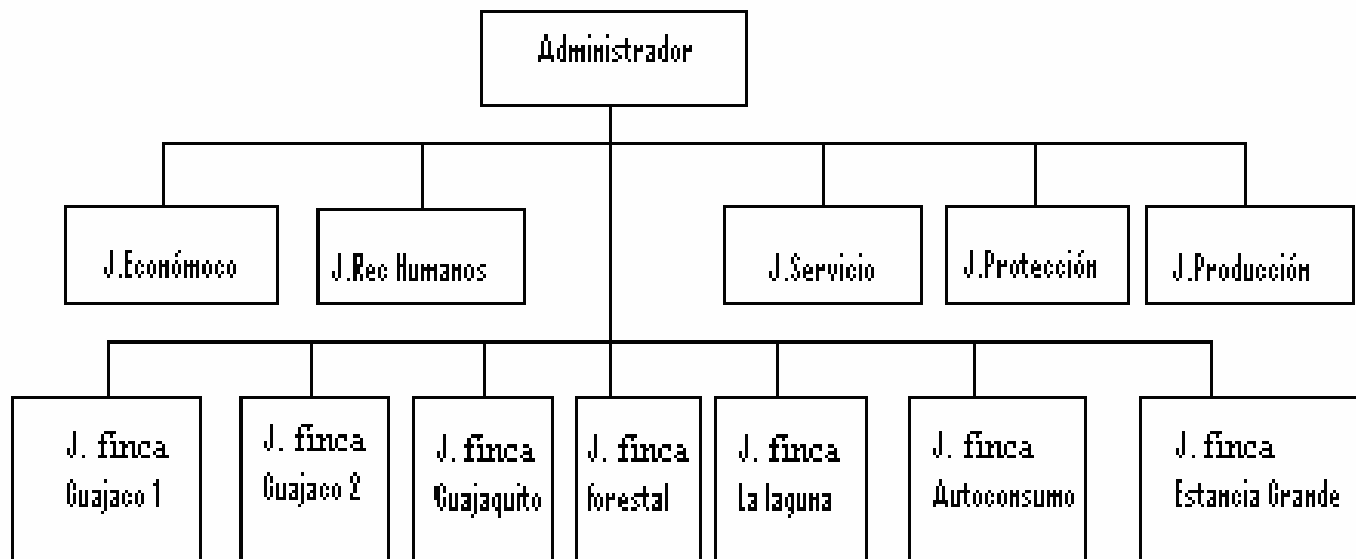 Administrador
J.Económoco
J.Rec Humanos
J.Servicio
J.Protección
J.Producción
J. finca
Guajaco 1
J. finca
Guajaco 2
J. finca
Guajaquito
J. finca
forestal
J. finca
La laguna
J. finca
Autoconsumo
J. finca
Estancia Grande